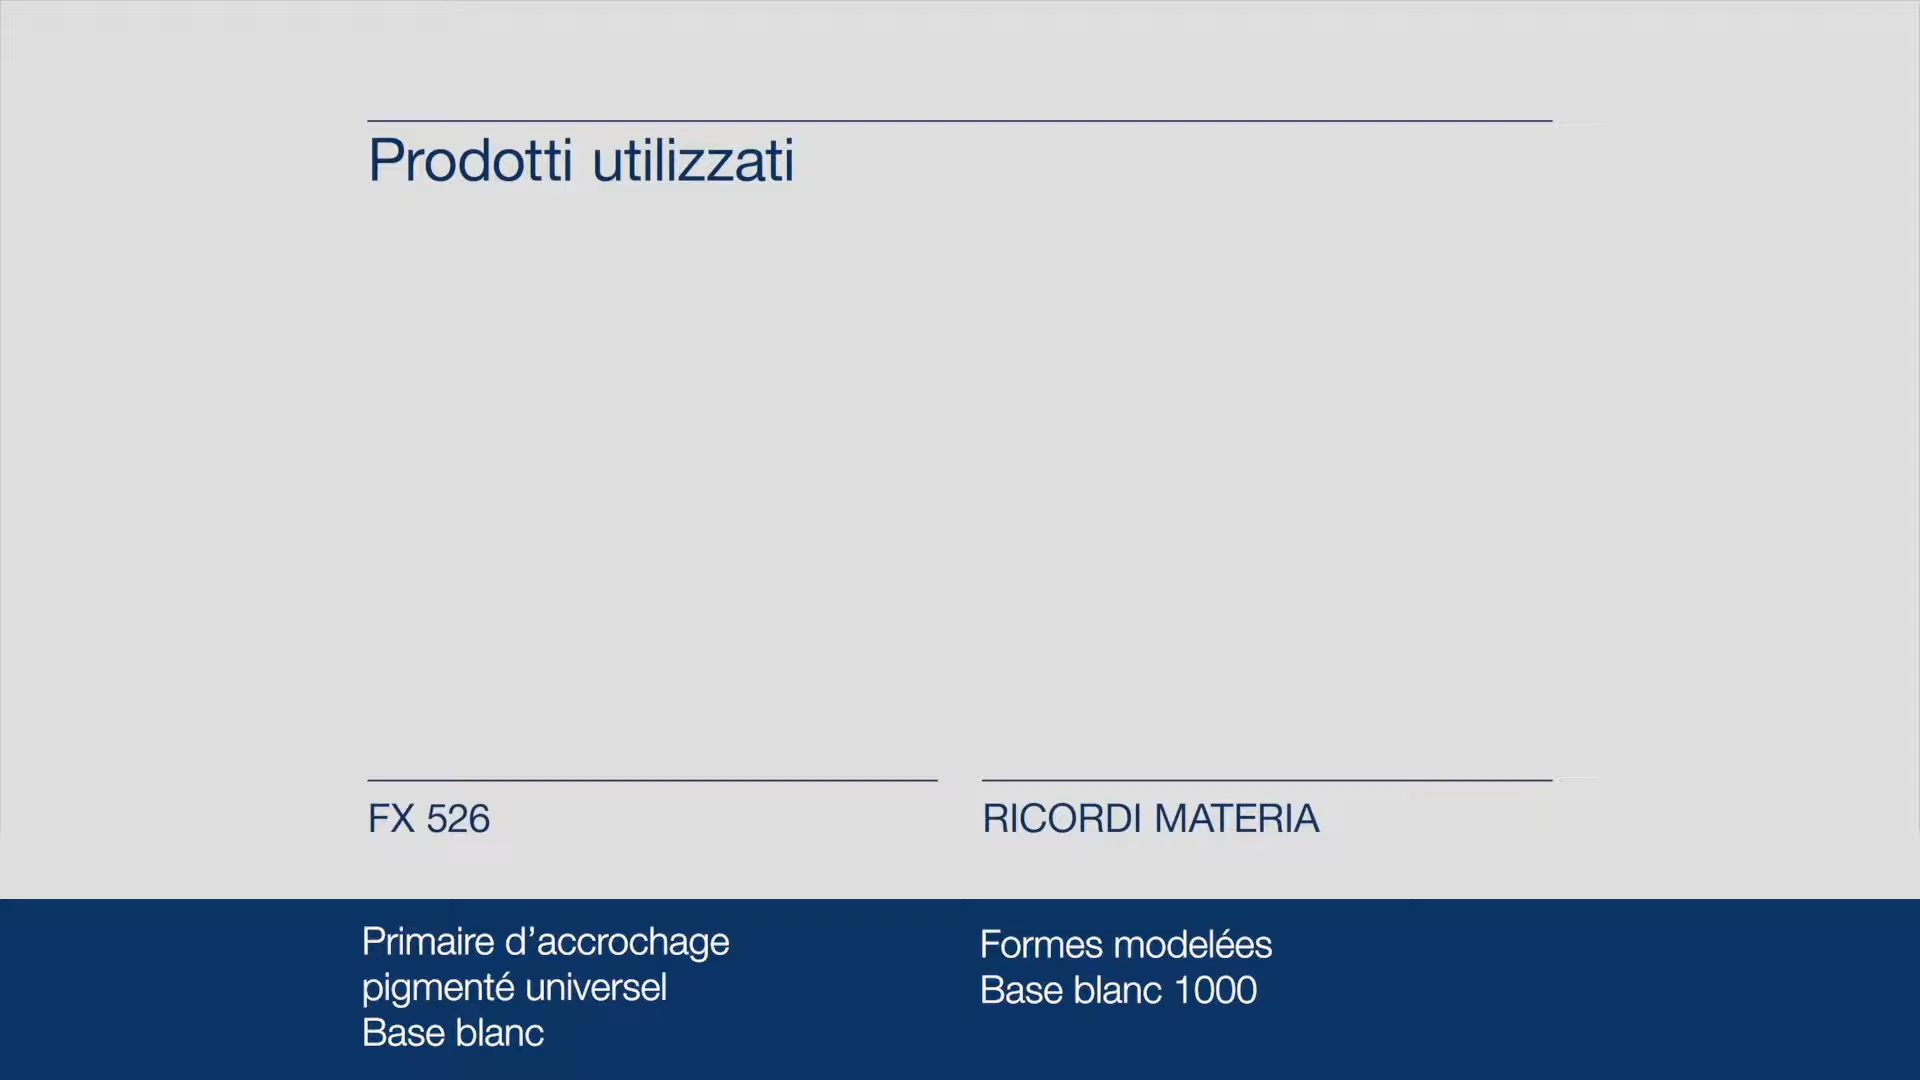 Prodotti utilizzati
FX 526
RICORDI MATERIA
Primaire d’accrochage
pigmenté universel
Base blanc
Formes modelées
Base blanc 1000